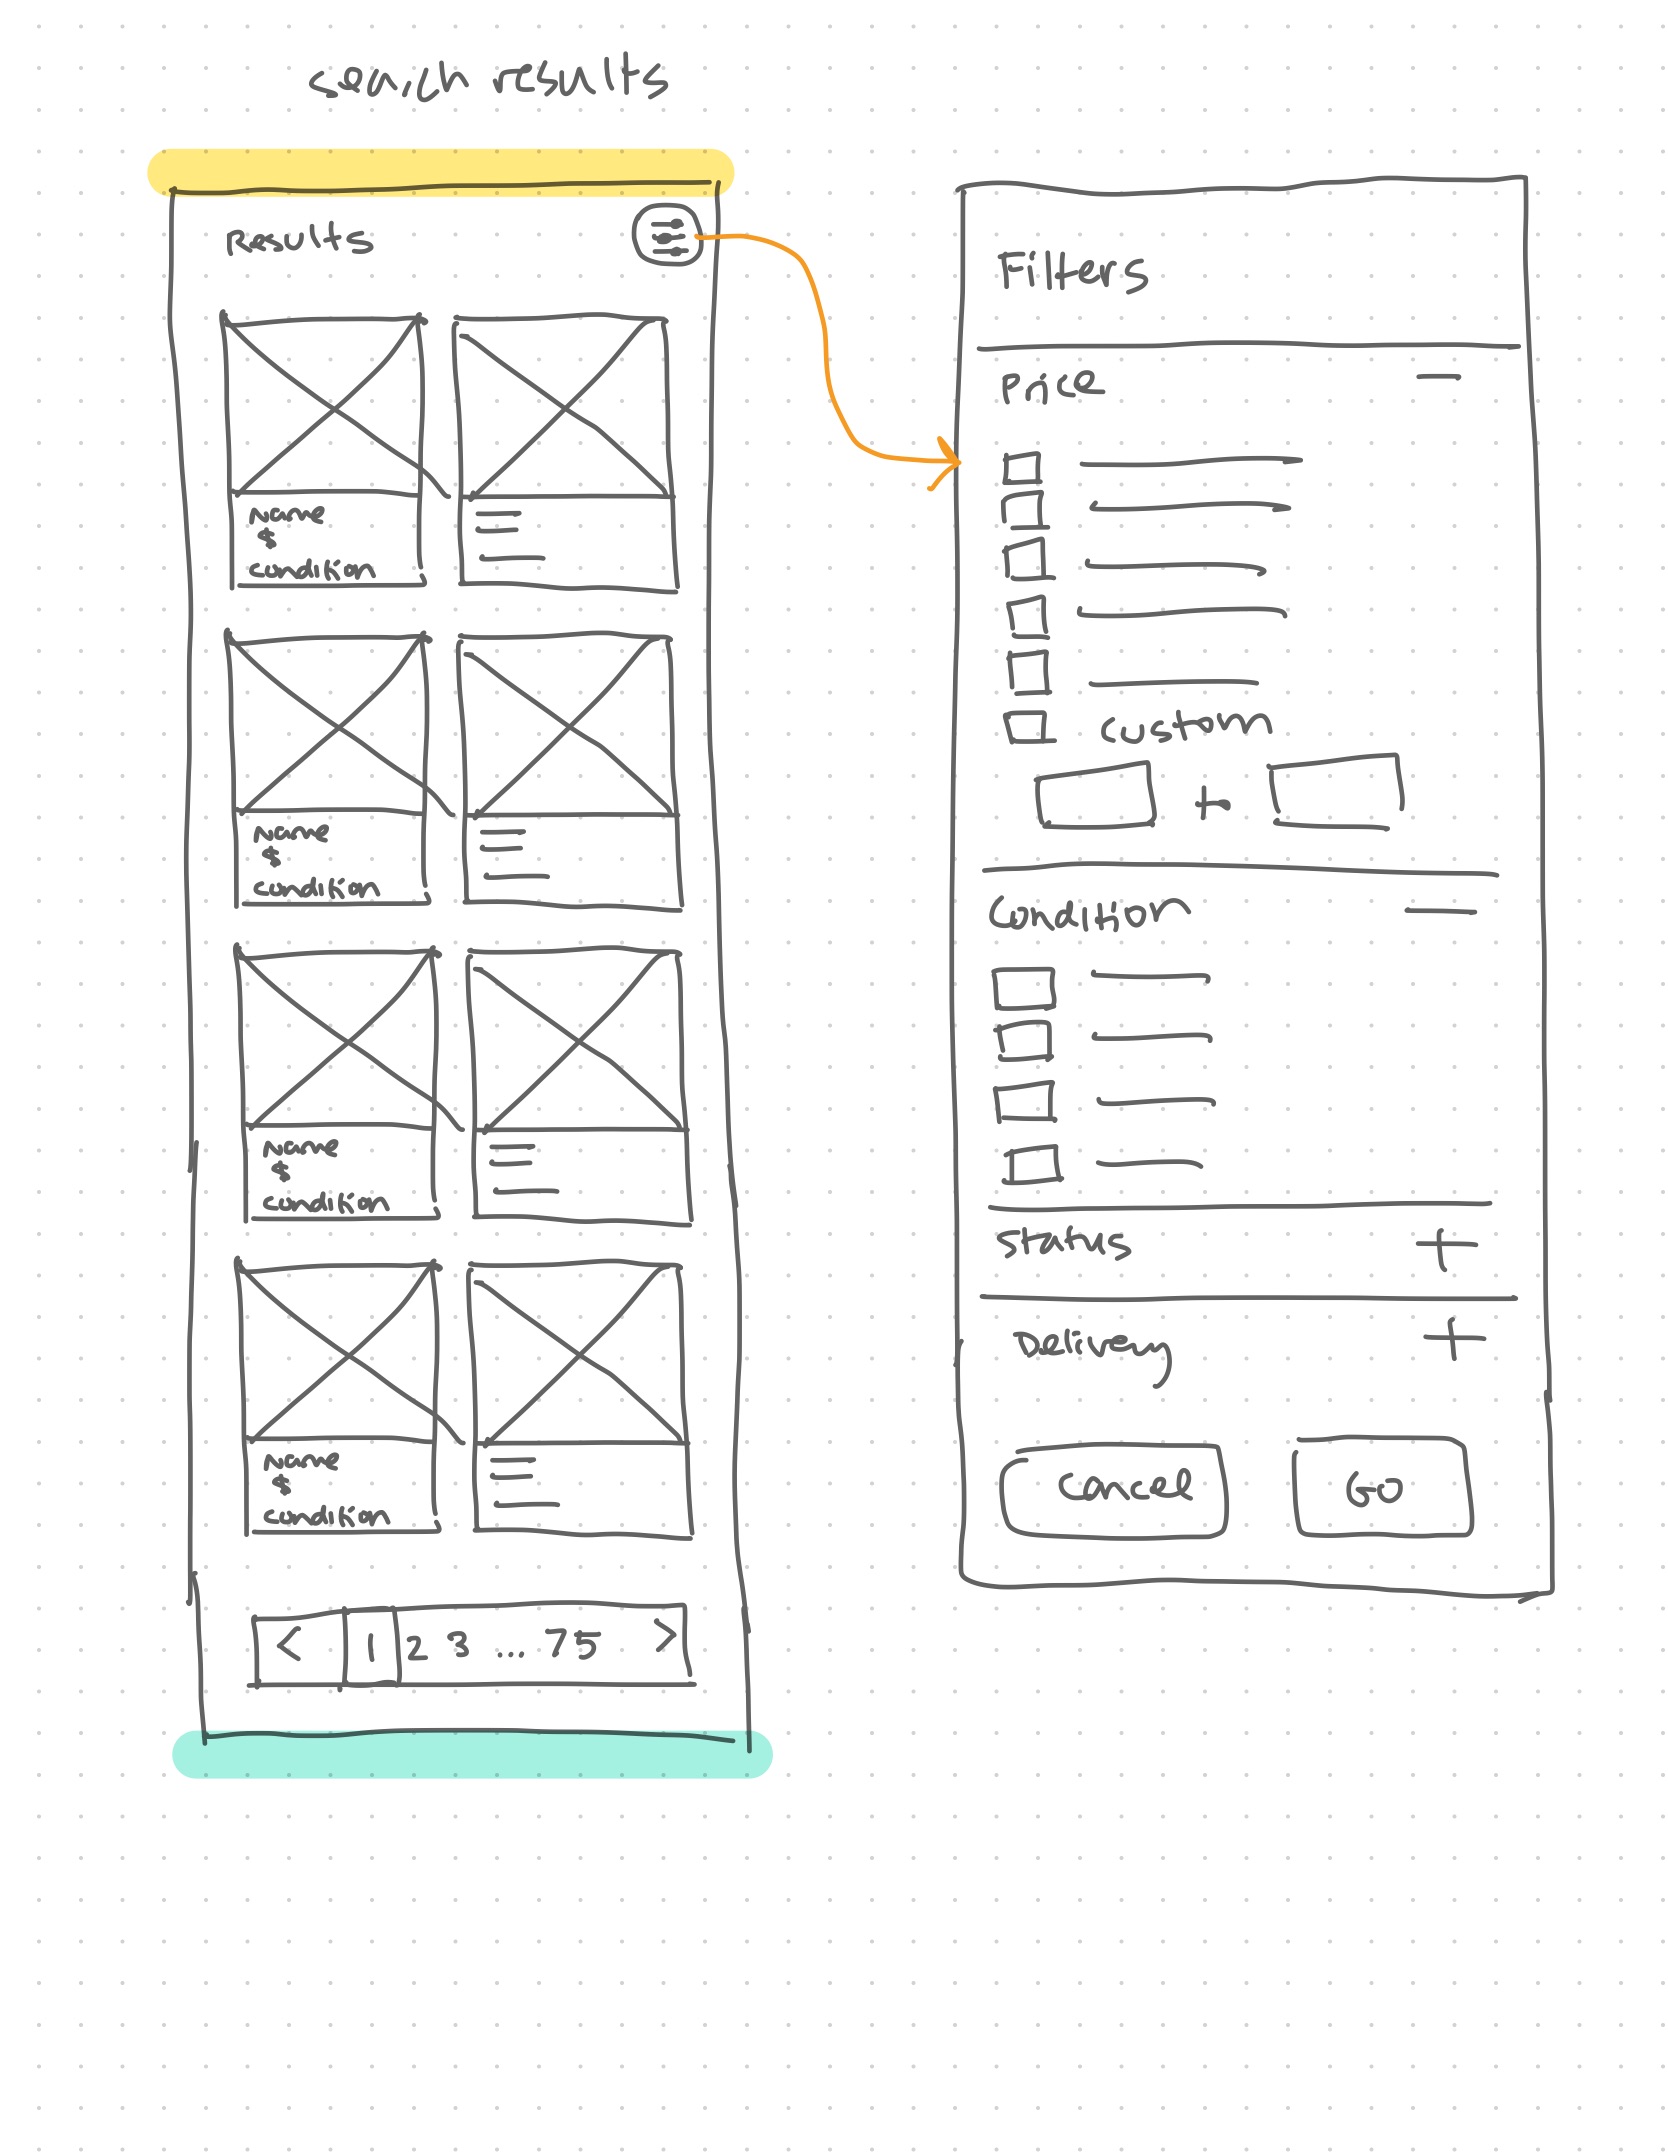 search results
Results
Name
$
condition
Name
$
condition
Name
$
condition
Name
$
condition
< 1 2 3 ... 75 >
Filters
Price —
custom
+
Condition —
Status +
Delivery +
Cancel GO